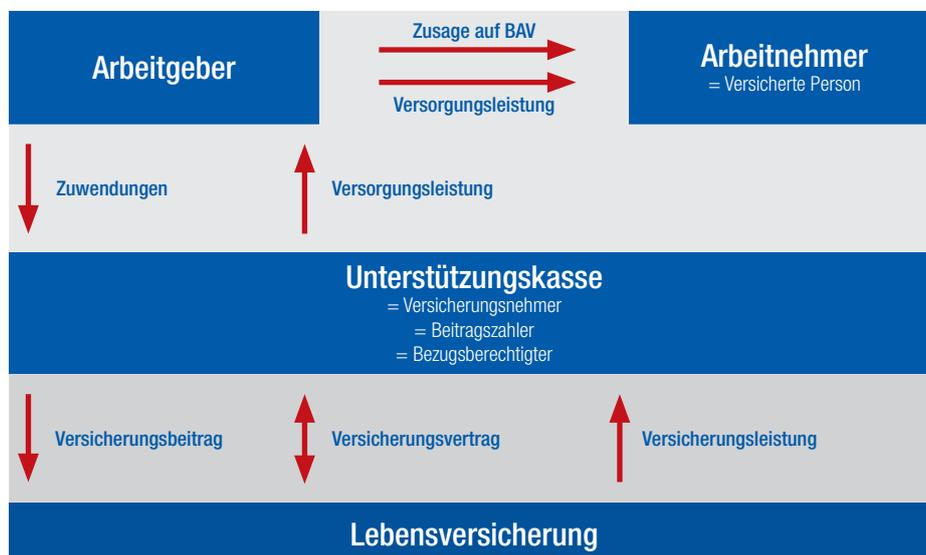 Arbeitgeber
Zusage auf BAV
Versorgungsleistung
Arbeitnehmer
= Versicherte Person
Zuwendungen
Versorgungsleistung
Unterstützungskasse
= Versicherungsnehmer
= Beitragszahler
= Bezugsberechtigter
Versicherungsbeitrag
Versicherungsvertrag
Versicherungsleistung
Lebensversicherung